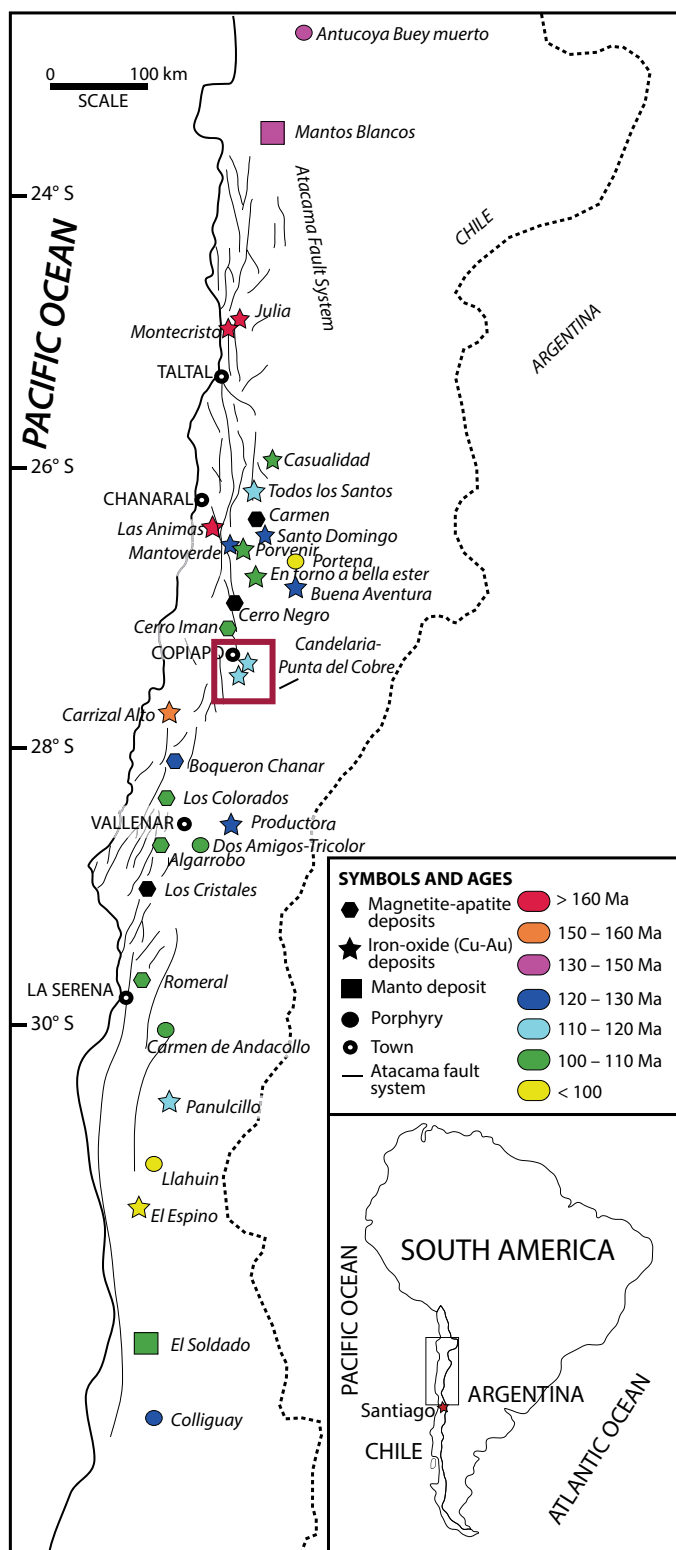 Antucoya Buey muerto
0 100 km
SCALE
Mantos Blancos
24° S
Atacama Fault
System
CHILE
ARGENTINA
PACIFIC OCEAN
Julia
Montecristo
TALTAL
Casualidad
26° S
Todos los Santos
CHANARAL
Carmen
Las Animas
Santo Domingo
Mantoverde
Porvenir
Portena
En torno a bella ester
Buena Aventura
Cerro Negro
Cerro Iman
COPIAPO
Candelaria-
Punta del Cobre
Carrizal Alto
28° S
Boqueron Chanar
Los Colorados
VALLENAR
Productora
Dos Amigos-Tricolor
Algarrobo
Los Cristales
Romeral
LA SERENA
30° S
Carmen de Andacollo
Panulcillo
Llahuin
El Espino
El Soldado
Colliguay
SYMBOLS AND AGES
Magnetite-apatite
deposits
Iron-oxide (Cu-Au)
deposits
Manto deposit
Porphyry
Town
Atacama fault
system
> 160 Ma
150 – 160 Ma
130 – 150 Ma
120 – 130 Ma
110 – 120 Ma
100 – 110 Ma
< 100
SOUTH AMERICA
PACIFIC OCEAN
ARGENTINA
Santiago
CHILE
ATLANTIC OCEAN